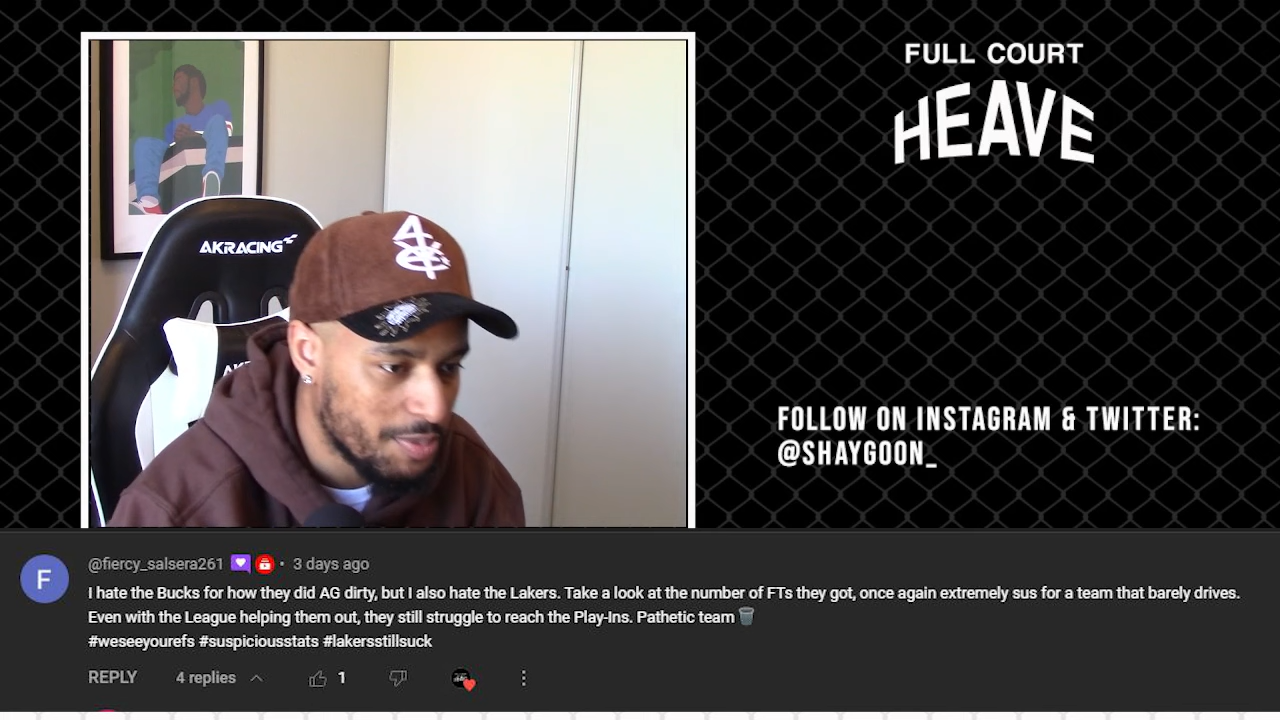 FULL COURT
HEAVE
AKRACING
FOLLOW ON INSTAGRAM & TWITTER:
@SHAYGOON_
F
@fiercy_salsera261 • 3 days ago
I hate the Bucks for how they did AG dirty, but I also hate the Lakers. Take a look at the number of FTs they got, once again extremely sus for a team that barely drives.
Even with the League helping them out, they still struggle to reach the Play-Ins. Pathetic team 🗑️
#weseeyourefs #suspiciousstats #lakersstillsuck
REPLY 4 replies 1